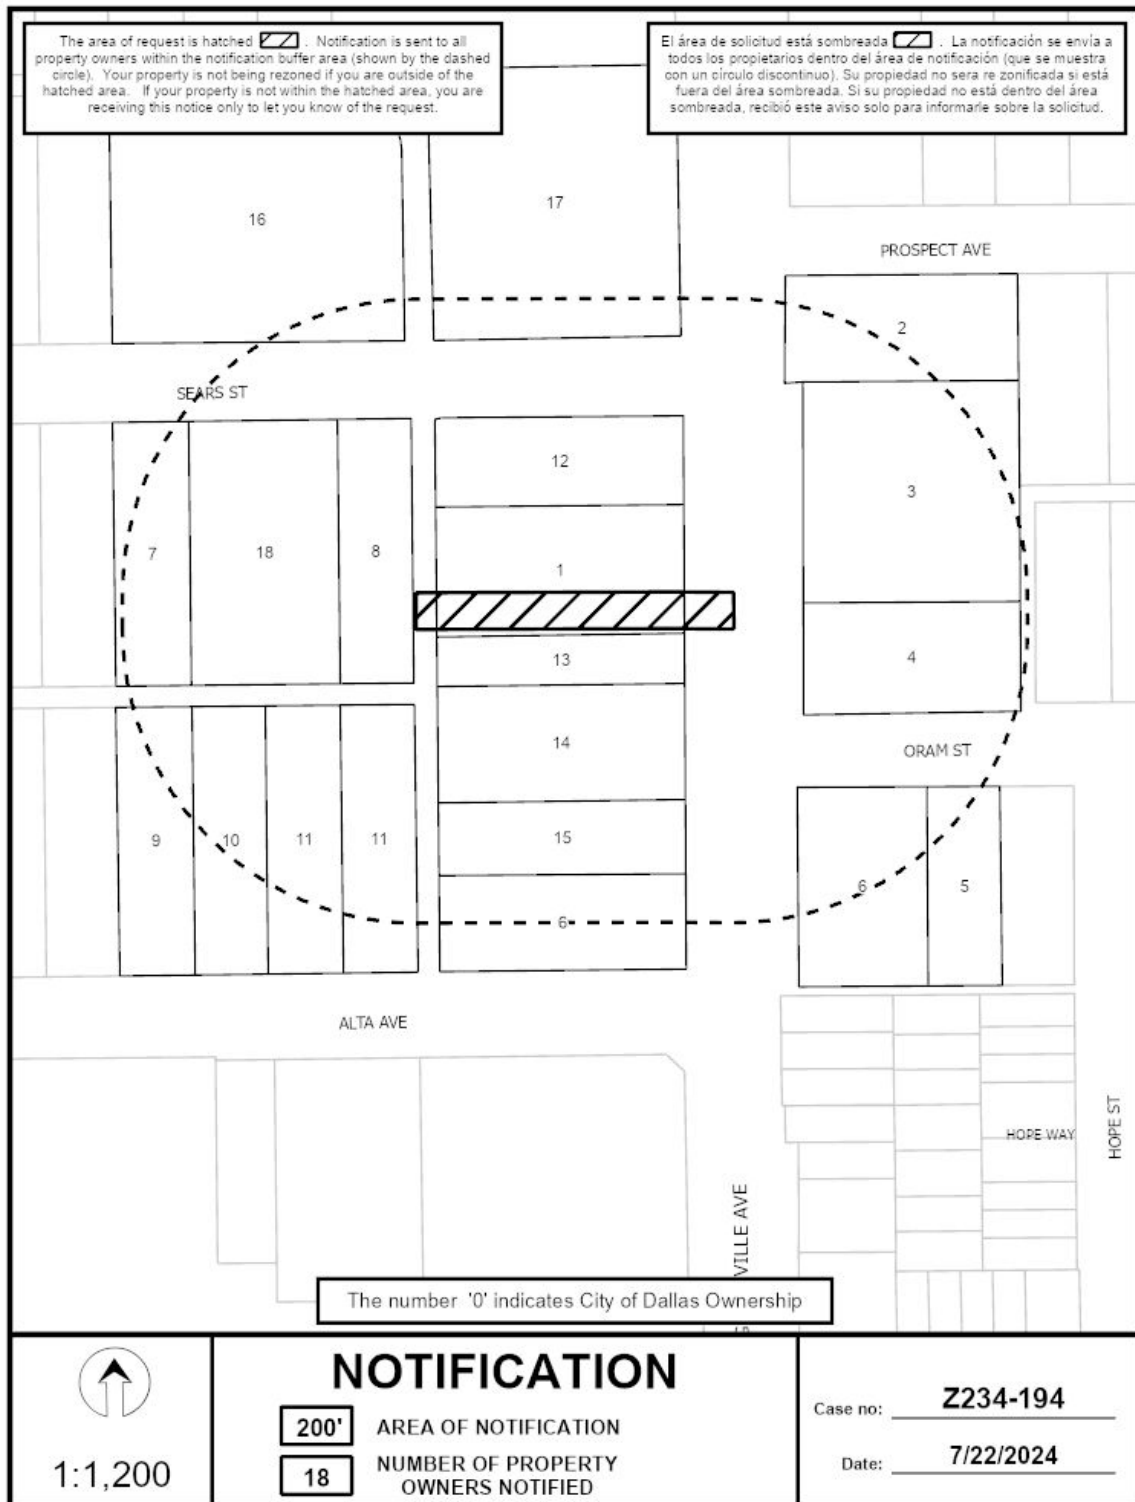 The area of request is hatched . Notification is sent to all
property owners within the notification buffer area (shown by the dashed
circle). Your property is not being rezoned if you are outside of the
hatched area. If your property is not within the hatched area, you are
receiving this notice only to let you know of the request.
El área de solicitud está sombreada . La notificación se envía a
todos los propietarios dentro del área de notificación (que se muestra
con un círculo discontinuo). Su propiedad no sera re zonificada si está
fuera del área sombreada. Si su propiedad no está dentro del área
sombreada, recibió este aviso solo para informarle sobre la solicitud.
16
17
PROSPECT AVE
2
SEARS ST
12
3
7
18
8
1
13
4
14
ORAM ST
9
10
11
11
15
6
5
6
ALTA AVE
HOPE WAY
HOPE ST
VILLE AVE
The number '0' indicates City of Dallas Ownership
1:1,200
NOTIFICATION
200' AREA OF NOTIFICATION
18 NUMBER OF PROPERTY
OWNERS NOTIFIED
Case no: Z234-194
Date: 7/22/2024